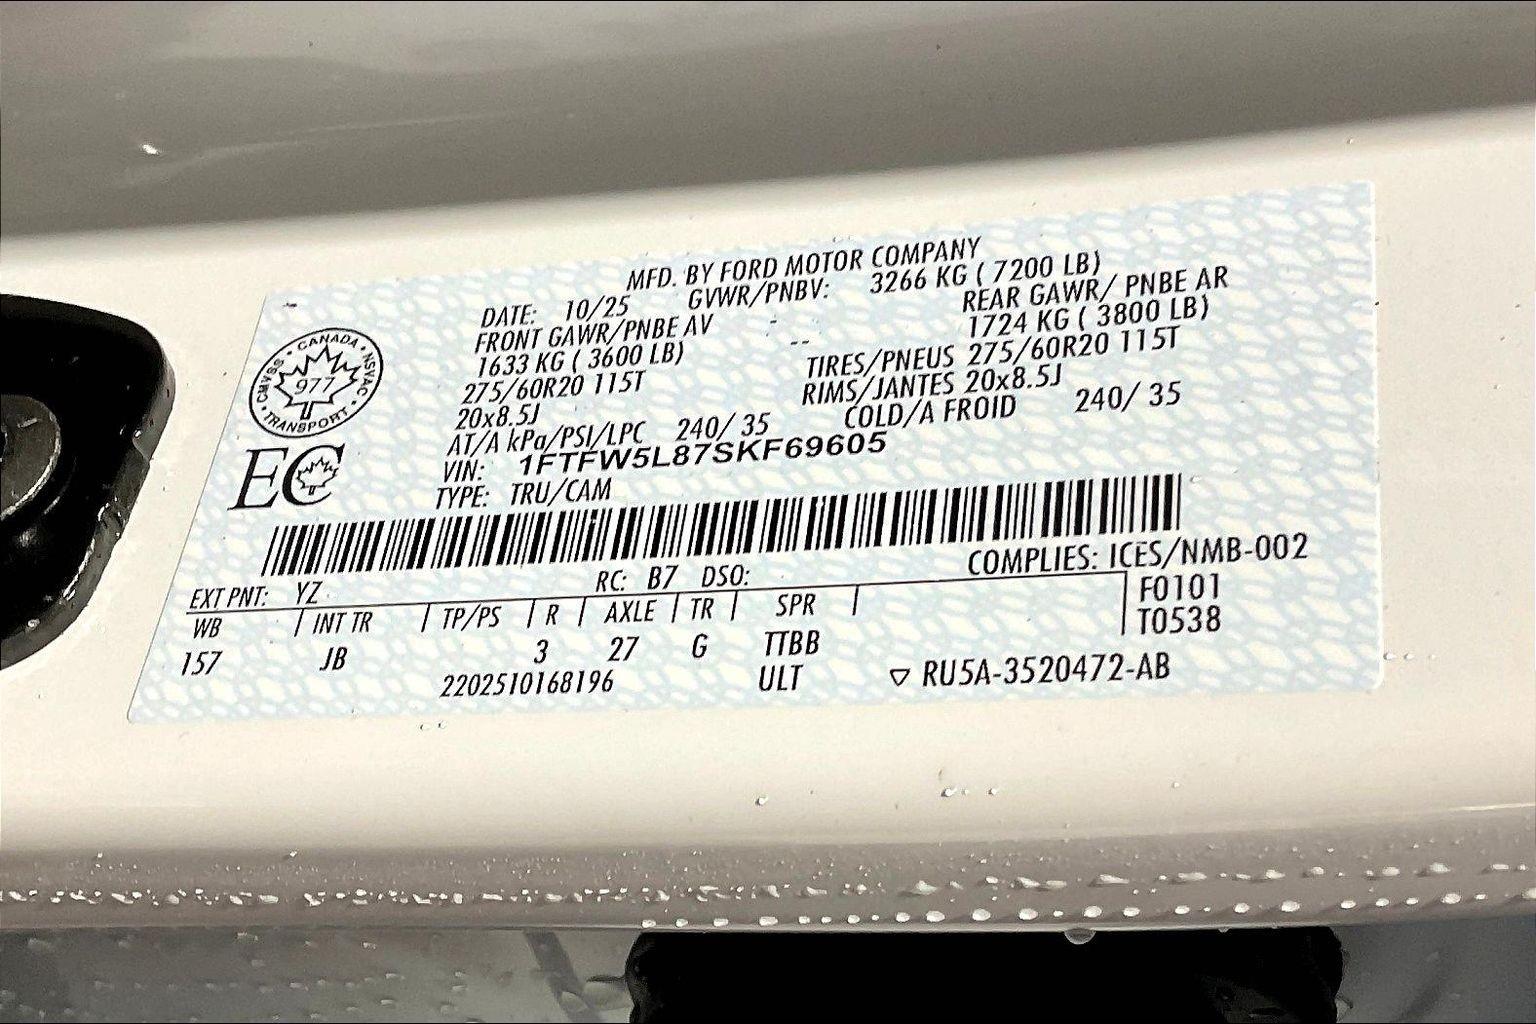 MFD. BY FORD MOTOR COMPANY
DATE: 10/25 GVWR/PNBV: 3266 KG ( 7200 LB)
FRONT GAWR/PNBE AV REAR GAWR/ PNBE AR
1633 KG ( 3600 LB) 1724 KG ( 3800 LB)
275/60R20 115T TIRES/PNEUS 275/60R20 115T
20x8.5J RIMS/JANTES 20x8.5J
AT/A kPa/PSI/LPC 240/ 35 COLD/A FROID 240/ 35
VIN: 1FTFW5L87SKF69605
TYPE: TRU/CAM
CANADA
CMVSS 977 NSVAC
TRANSPORT
EC
COMPLIES: ICES/NMB-002
EXT PNT: YZ RC: B7 DSO:
WB INT TR TP/PS R AXLE TR SPR F0101
T0538
157 JB 3 27 G TTBB
2202510168196 ULT ▽ RU5A-3520472-AB